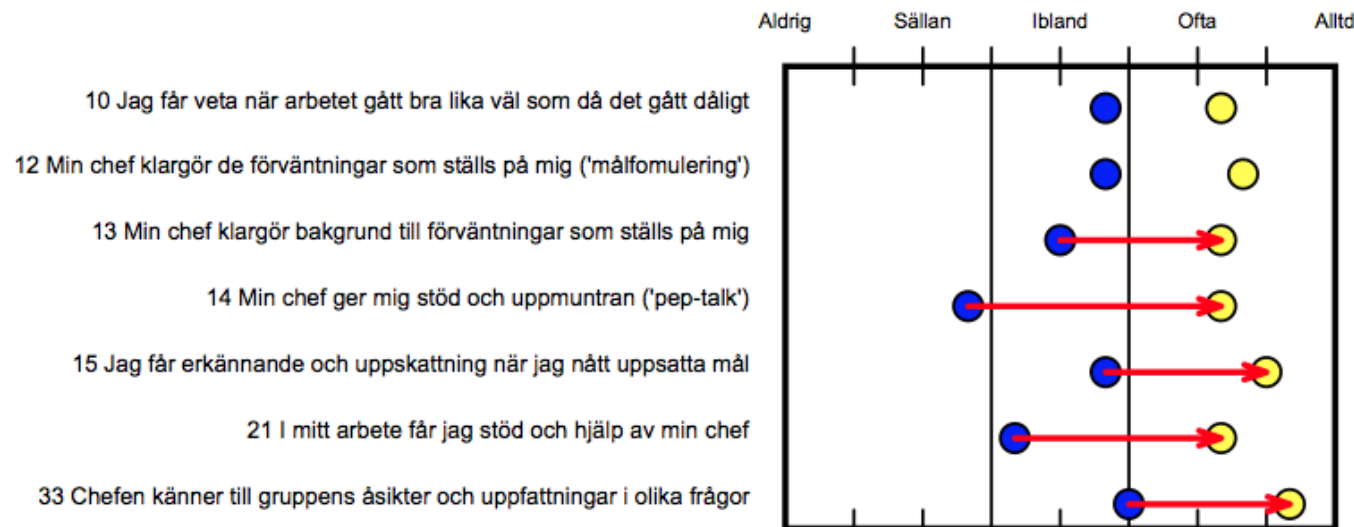 Aldrig Sällan Ibland Ofta Alltd
10 Jag får veta när arbetet gått bra lika väl som då det gått dåligt
12 Min chef klargör de förväntningar som ställs på mig ('målfomulering')
13 Min chef klargör bakgrund till förväntningar som ställs på mig
14 Min chef ger mig stöd och uppmuntran ('pep-talk')
15 Jag får erkännande och uppskattning när jag nått uppsatta mål
21 I mitt arbete får jag stöd och hjälp av min chef
33 Chefen känner till gruppens åsikter och uppfattningar i olika frågor